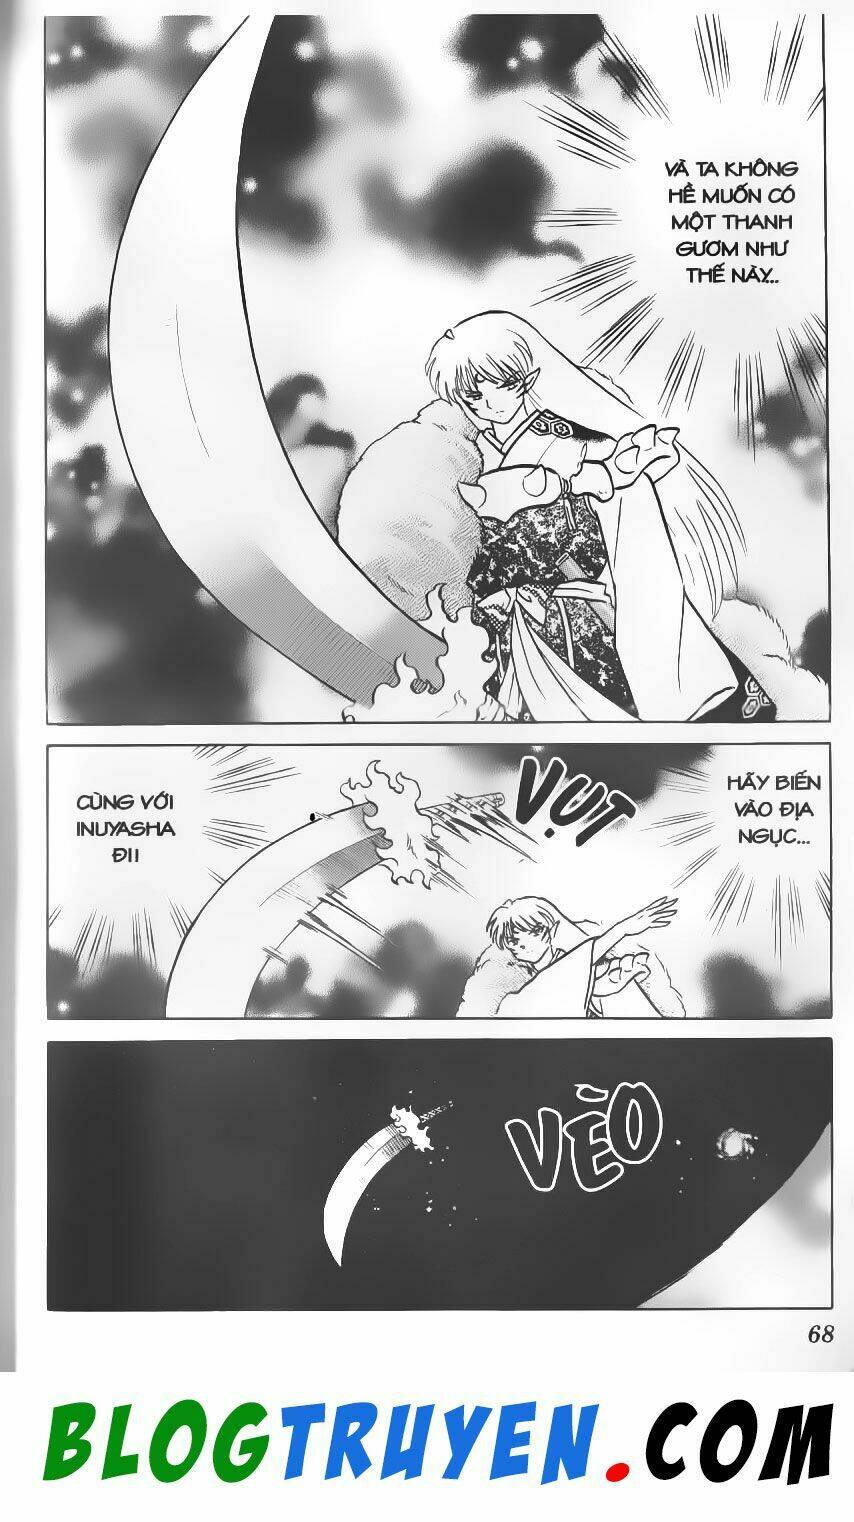 VÀ TA KHÔNG
HỀ MUỐN CÓ
MỘT THANH
GƯƠM NHƯ
THẾ NÀY...
HÃY BIẾN
VÀO ĐỊA
NGỤC...
VỤT
CÙNG VỚI
INUYASHA
ĐI!
VÈO
68
BLOGTRUYEN.COM